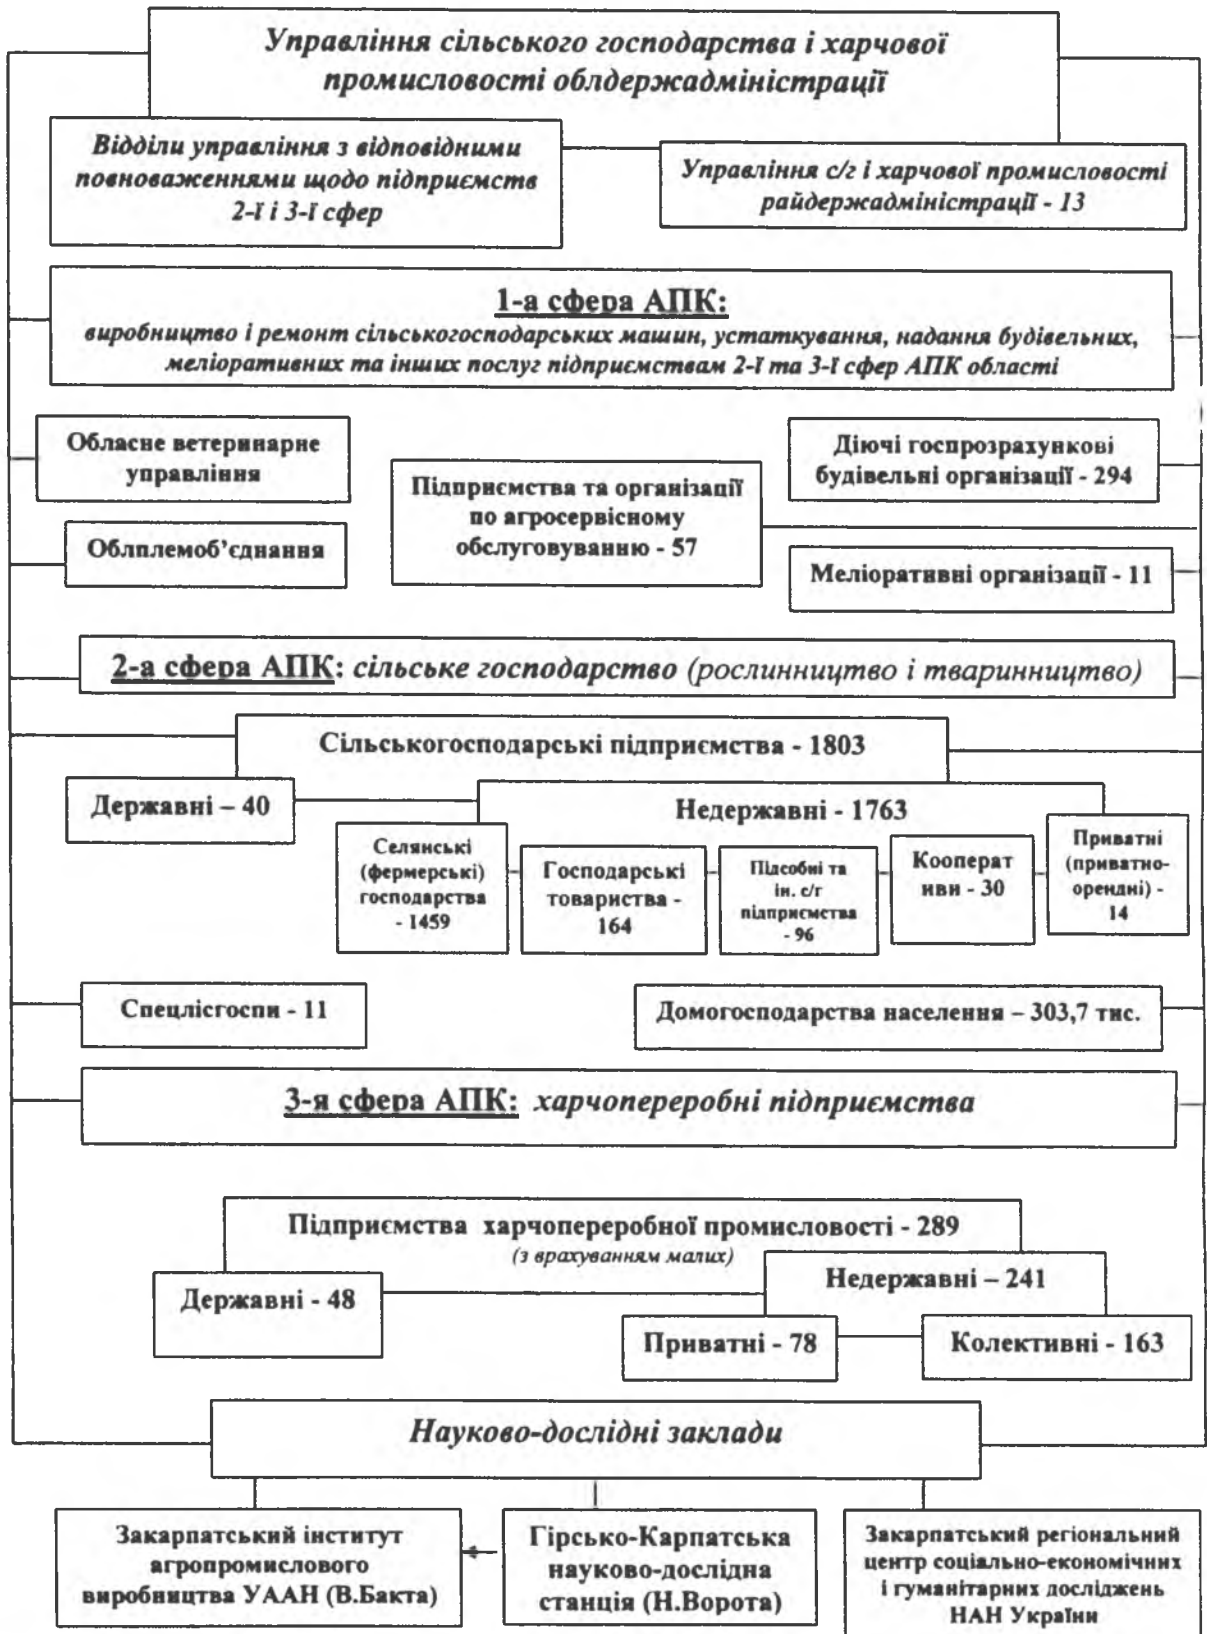 Управління сільського господарства і харчової
промисловості облдержадміністрації
Відділи управління з відповідними
повноваженнями щодо підприємств
2-ї і 3-ї сфер
Управління с/г і харчової промисловості
райдержадміністрації - 13
1-а сфера АПК:
виробництво і ремонт сільськогосподарських машин, устаткування, надання будівельних,
меліоративних та інших послуг підприємствам 2-ї та 3-ї сфер АПК області
Обласне ветеринарне
управління
Облплемоб’єднання
Підприємства та організації
по агросервісному
обслуговуванню - 57
Діючі госпрозрахункові
будівельні організації - 294
Меліоративні організації - 11
2-а сфера АПК: сільське господарство (рослинництво і тваринництво)
Сільськогосподарські підприємства - 1803
Державні – 40
Недержавні - 1763
Селянські
(фермерські)
господарства
- 1459
Господарські
товариства -
164
Підсобні та
ін. с/г
підприємства
- 96
Кооперат
иви - 30
Приватні
(приватно-
орендні) -
14
Спецлісгоспи - 11
Домогосподарства населення – 303,7 тис.
3-я сфера АПК: харчопереробні підприємства
Підприємства харчопереробної промисловості - 289
(з врахуванням малих)
Державні - 48
Недержавні – 241
Приватні - 78
Колективні - 163
Науково-дослідні заклади
Закарпатський інститут
агропромислового
виробництва УААН (В.Бакта)
Гірсько-Карпатська
науково-дослідна
станція (Н.Ворота)
Закарпатський регіональний
центр соціально-економічних
і гуманітарних досліджень
НАН України